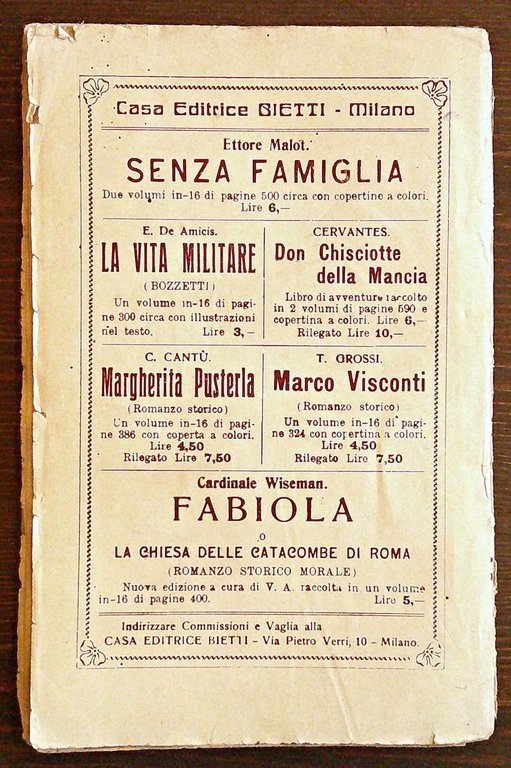 Casa Editrice BIETTI - Milano
Ettore Malot.
SENZA FAMIGLIA
Due volumi in-16 di pagine 500 circa con copertine a colori.
Lire 6,—
E. De Amicis.
LA VITA MILITARE
(BOZZETTI)
Un volume in-16 di pagi-
ne 300 circa con illustrazioni
nel testo. Lire 3,—
CERVANTES.
Don Chisciotte
della Mancia
Libro di avventure raccolto
in 2 volumi di pagine 590 e
copertina a colori. Lire 6,—
Rilegato Lire 10,—
C. CANTÙ.
Margherita Pusterla
(Romanzo storico)
Un volume in-16 di pagi-
ne 386 con coperta a colori.
Lire 4,50
Rilegato Lire 7,50
T. GROSSI.
Marco Visconti
(Romanzo storico)
Un volume in-16 di pagi-
ne 324 con copertina a colori.
Lire 4,50
Rilegato Lire 7,50
Cardinale Wiseman.
FABIOLA
O
LA CHIESA DELLE CATACOMBE DI ROMA
(ROMANZO STORICO MORALE)
Nuova edizione a cura di V. A. raccolta in un volume
in-16 di pagine 400. Lire 5,—
Indirizzare Commissioni e Vaglia alla
CASA EDITRICE BIETTI - Via Pietro Verri, 10 - Milano.